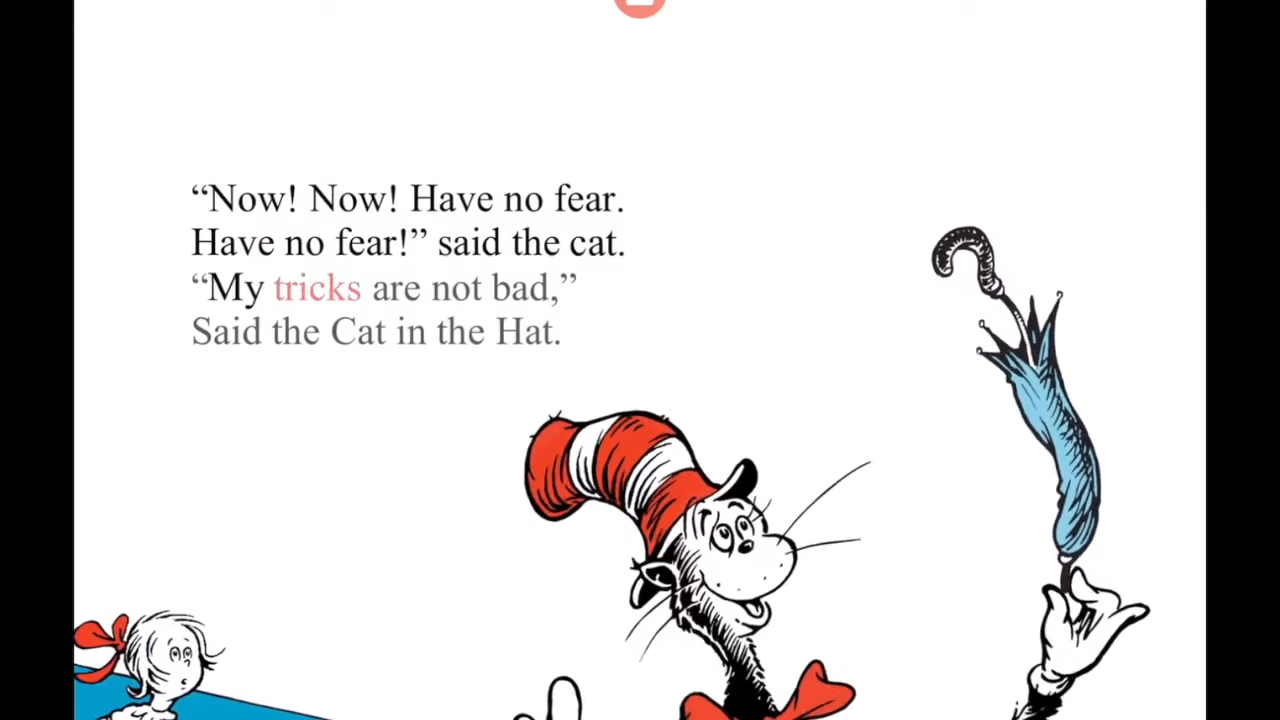 “Now! Now! Have no fear.
Have no fear!” said the cat.
“My tricks are not bad,”
Said the Cat in the Hat.